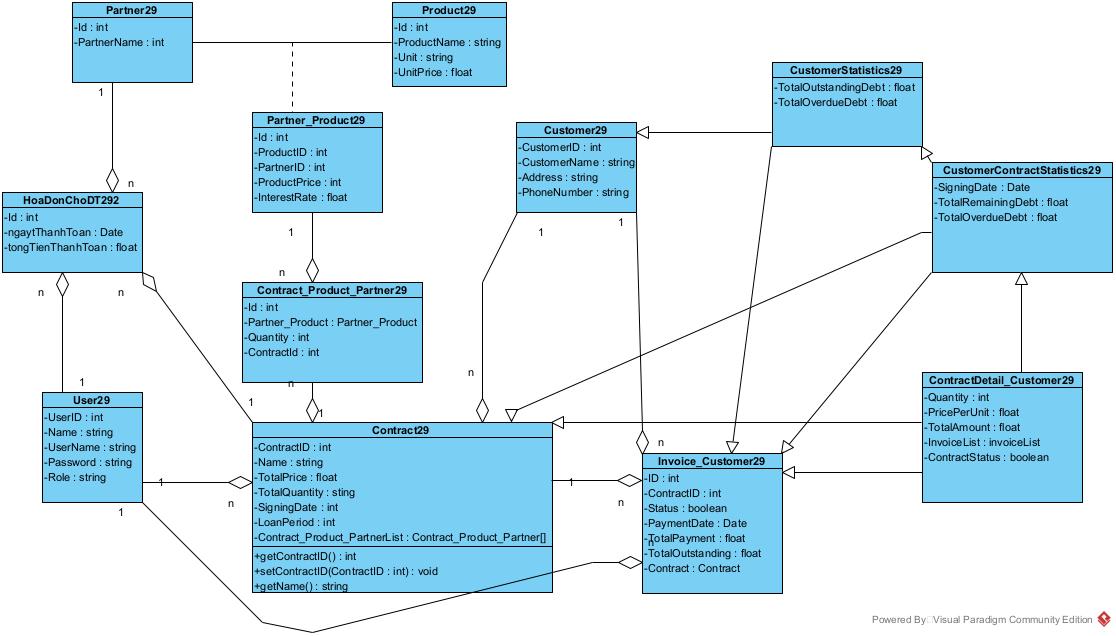 Partner29
-Id : int
-PartnerName : int
Product29
-Id : int
-ProductName : string
-Unit : string
-UnitPrice : float
CustomerStatistics29
-TotalOutstandingDebt : float
-TotalOverdueDebt : float
1
n
Partner_Product29
-Id : int
-ProductID : int
-PartnerID : int
-ProductPrice : int
-InterestRate : float
Customer29
-CustomerID : int
-CustomerName : string
-Address : string
-PhoneNumber : string
CustomerContractStatistics29
-SigningDate : Date
-TotalRemainingDebt : float
-TotalOverdueDebt : float
HoaDonChoDT292
-Id : int
-ngaytThanhToan : Date
-tongTienThanhToan : float
1
1
1
n
n
n
Contract_Product_Partner29
-Id : int
-Partner_Product : Partner_Product
-Quantity : int
-ContractId : int
1
n
n
1
1
ContractDetail_Customer29
-Quantity : int
-PricePerUnit : float
-TotalAmount : float
-InvoiceList : invoiceList
-ContractStatus : boolean
User29
-UserID : int
-Name : string
-UserName : string
-Password : string
-Role : string
Contract29
-ContractID : int
-Name : string
-TotalPrice : float
-TotalQuantity : sting
-SigningDate : int
-LoanPeriod : int
-Contract_Product_PartnerList : Contract_Product_Partner[]
+getContractID() : int
+setContractID(ContractID : int) : void
+getName() : string
n
Invoice_Customer29
-ID : int
-ContractID : int
-Status : boolean
-PaymentDate : Date
-TotalPayment : float
n
-TotalOutstanding : float
-Contract : Contract
1
n
1
1
n
Powered By Visual Paradigm Community Edition